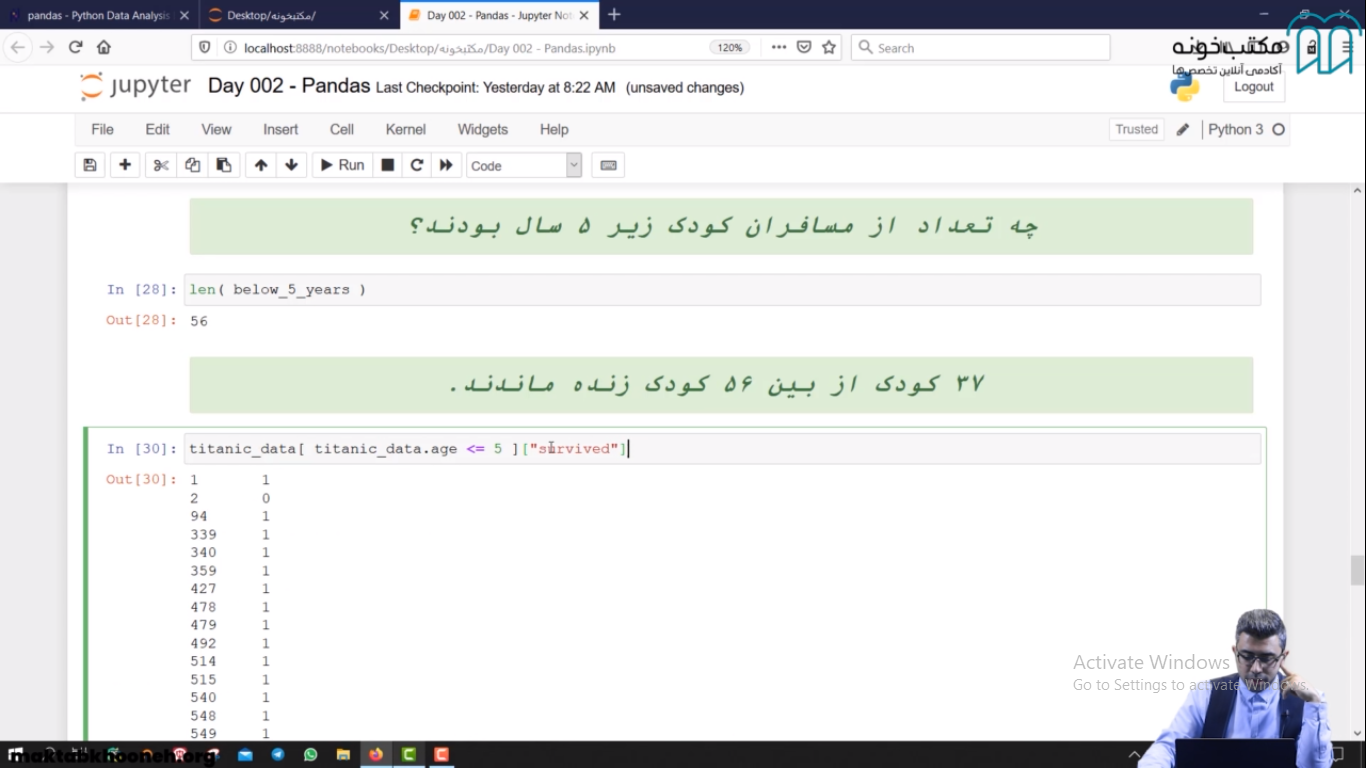 pandas - Python Data Analysis
Desktop/مکتبخونه/
Day 002 - Pandas - Jupyter Not
localhost:8888/notebooks/Desktop/مکتبخونه/Day 002 - Pandas.ipynb
120%
Search
مکتب‌خونه
آکادمی آنلاین تخصص‌ها
jupyter
Day 002 - Pandas Last Checkpoint: Yesterday at 8:22 AM (unsaved changes)
Logout
File Edit View Insert Cell Kernel Widgets Help
Trusted
Python 3
Run
Code
چه تعداد از مسافران کودک زیر ۵ سال بودند؟
In [28]: len( below_5_years )
Out[28]: 56
۳۷ کودک از بین ۵۶ کودک زنده ماندند.
In [30]: titanic_data[ titanic_data.age <= 5 ]["survived"]
Out[30]: 1 1
2 0
94 1
339 1
340 1
359 1
427 1
478 1
479 1
492 1
514 1
515 1
540 1
548 1
549 1
Activate Windows
Go to Settings to activate Windows.
maktabkhooneh.org